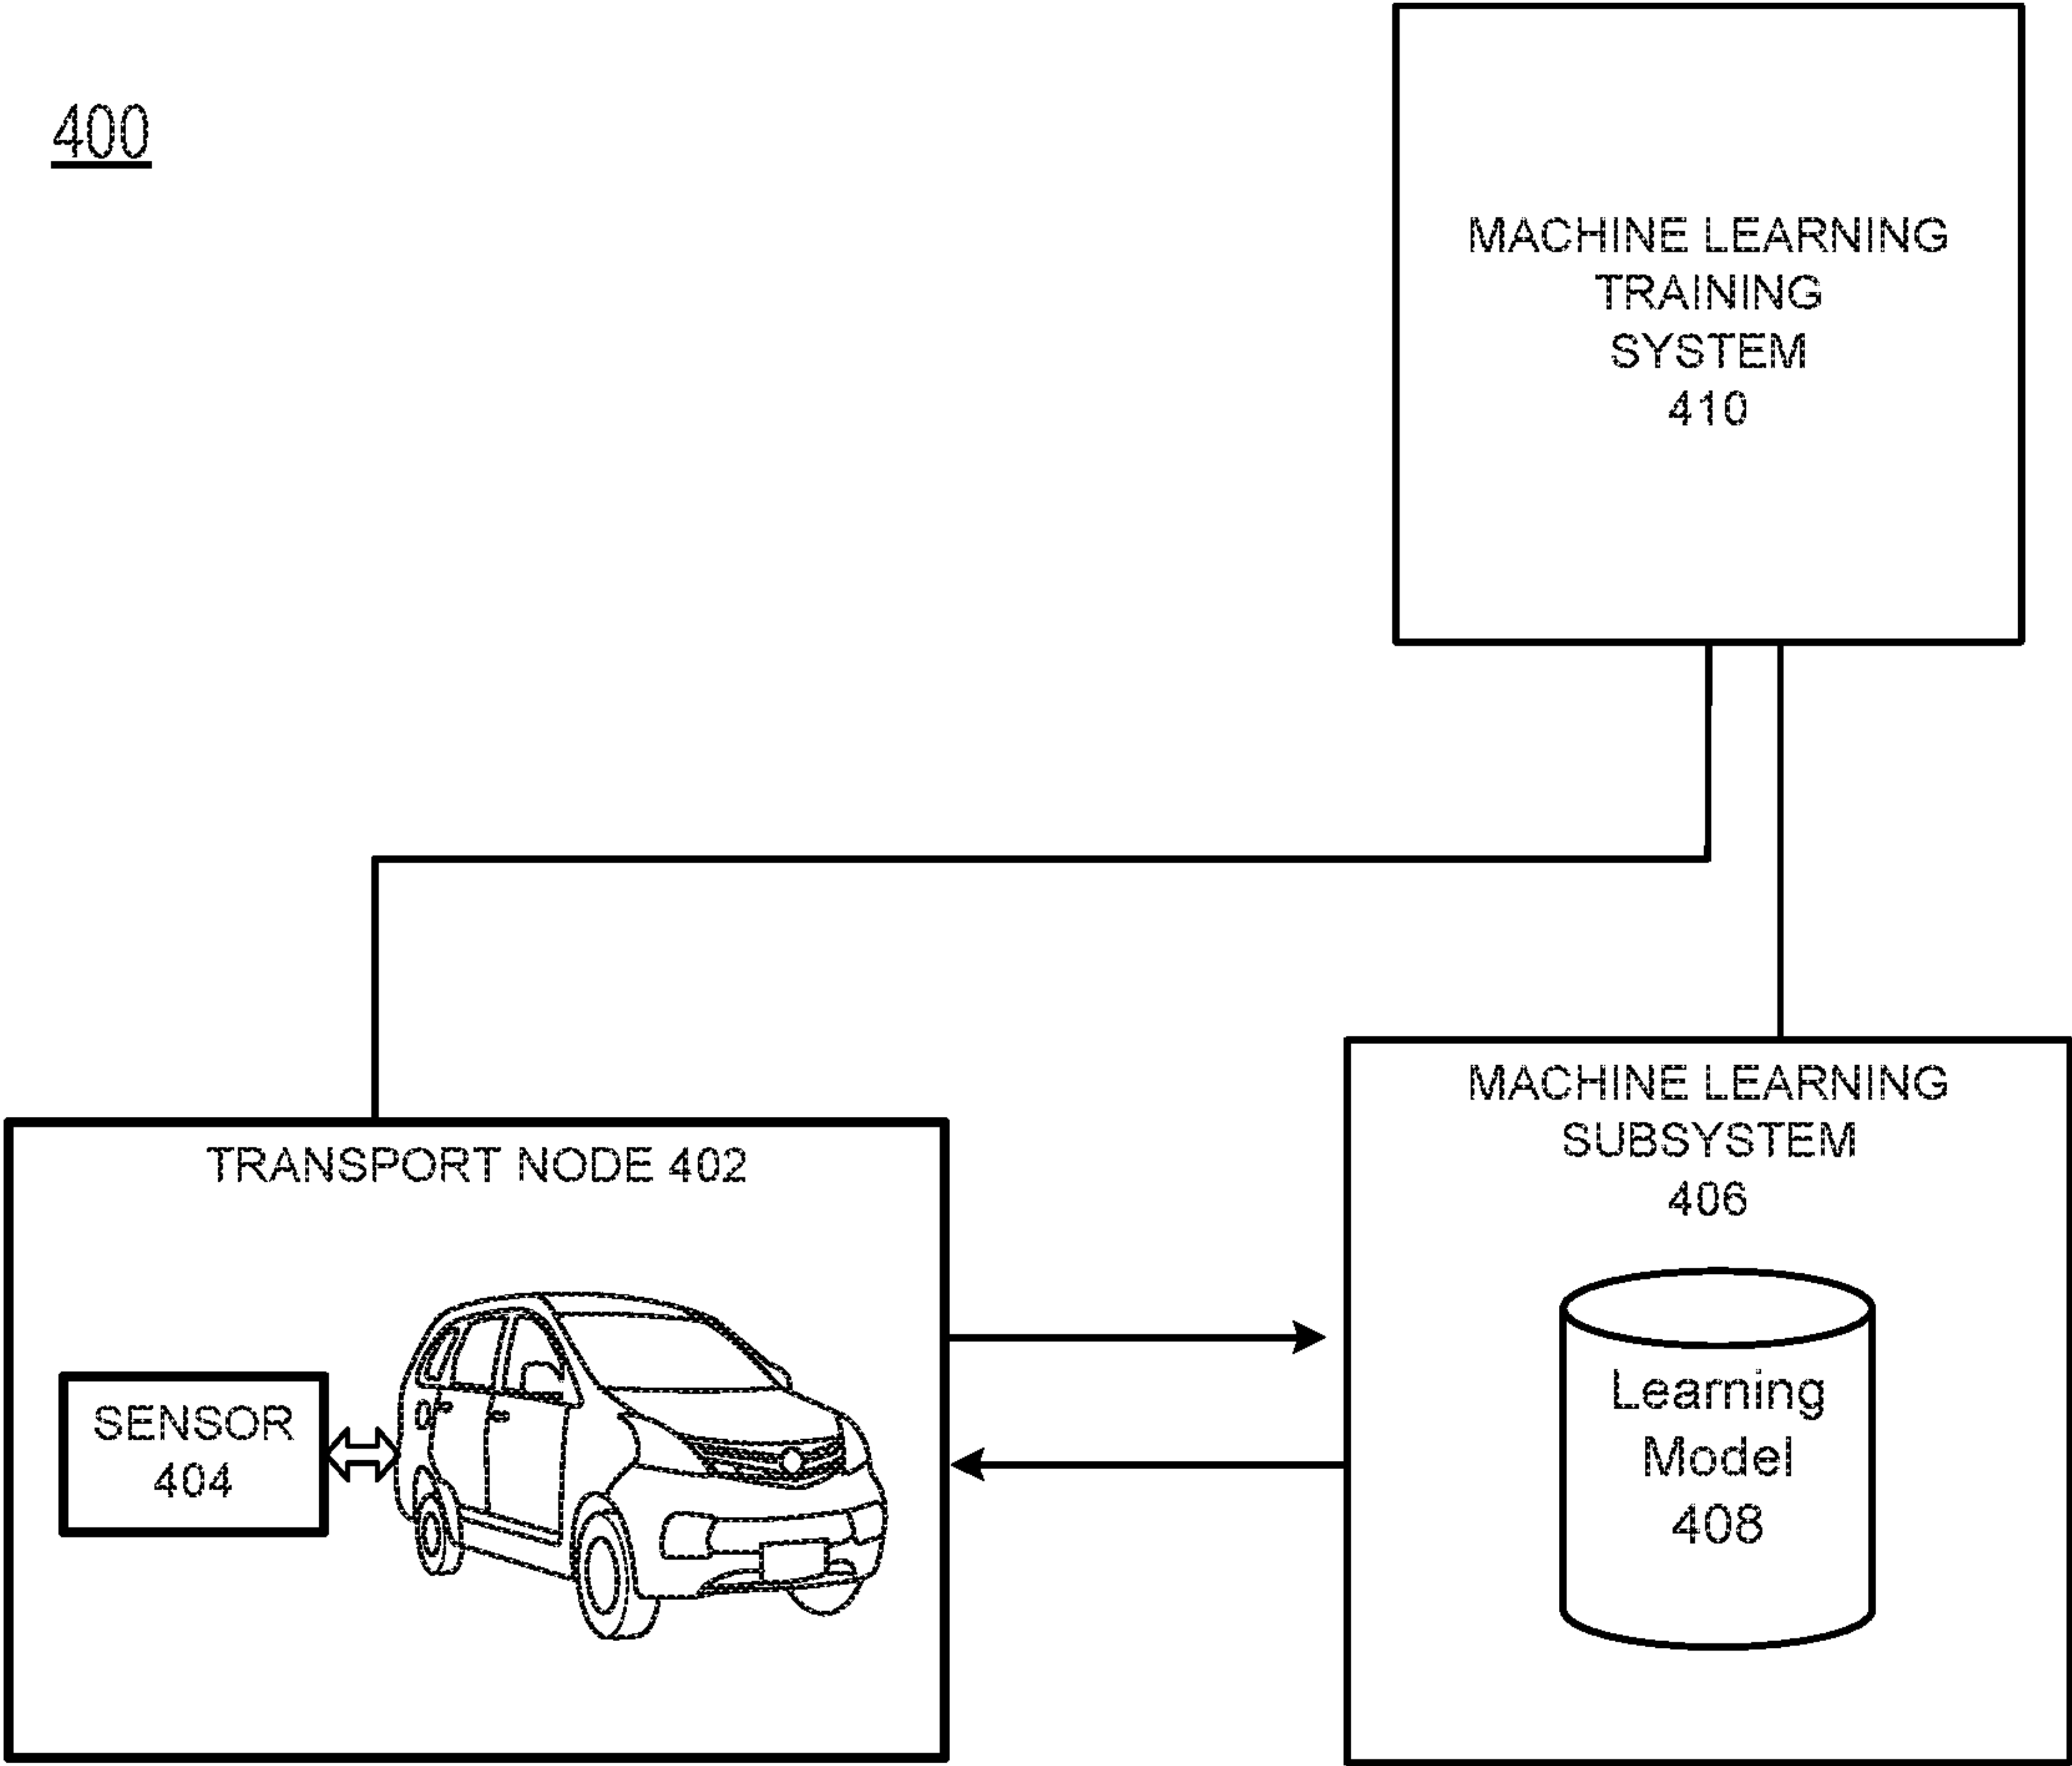 400
MACHINE LEARNING
TRAINING
SYSTEM
410
TRANSPORT NODE 402
SENSOR
404
MACHINE LEARNING
SUBSYSTEM
406
Learning
Model
408